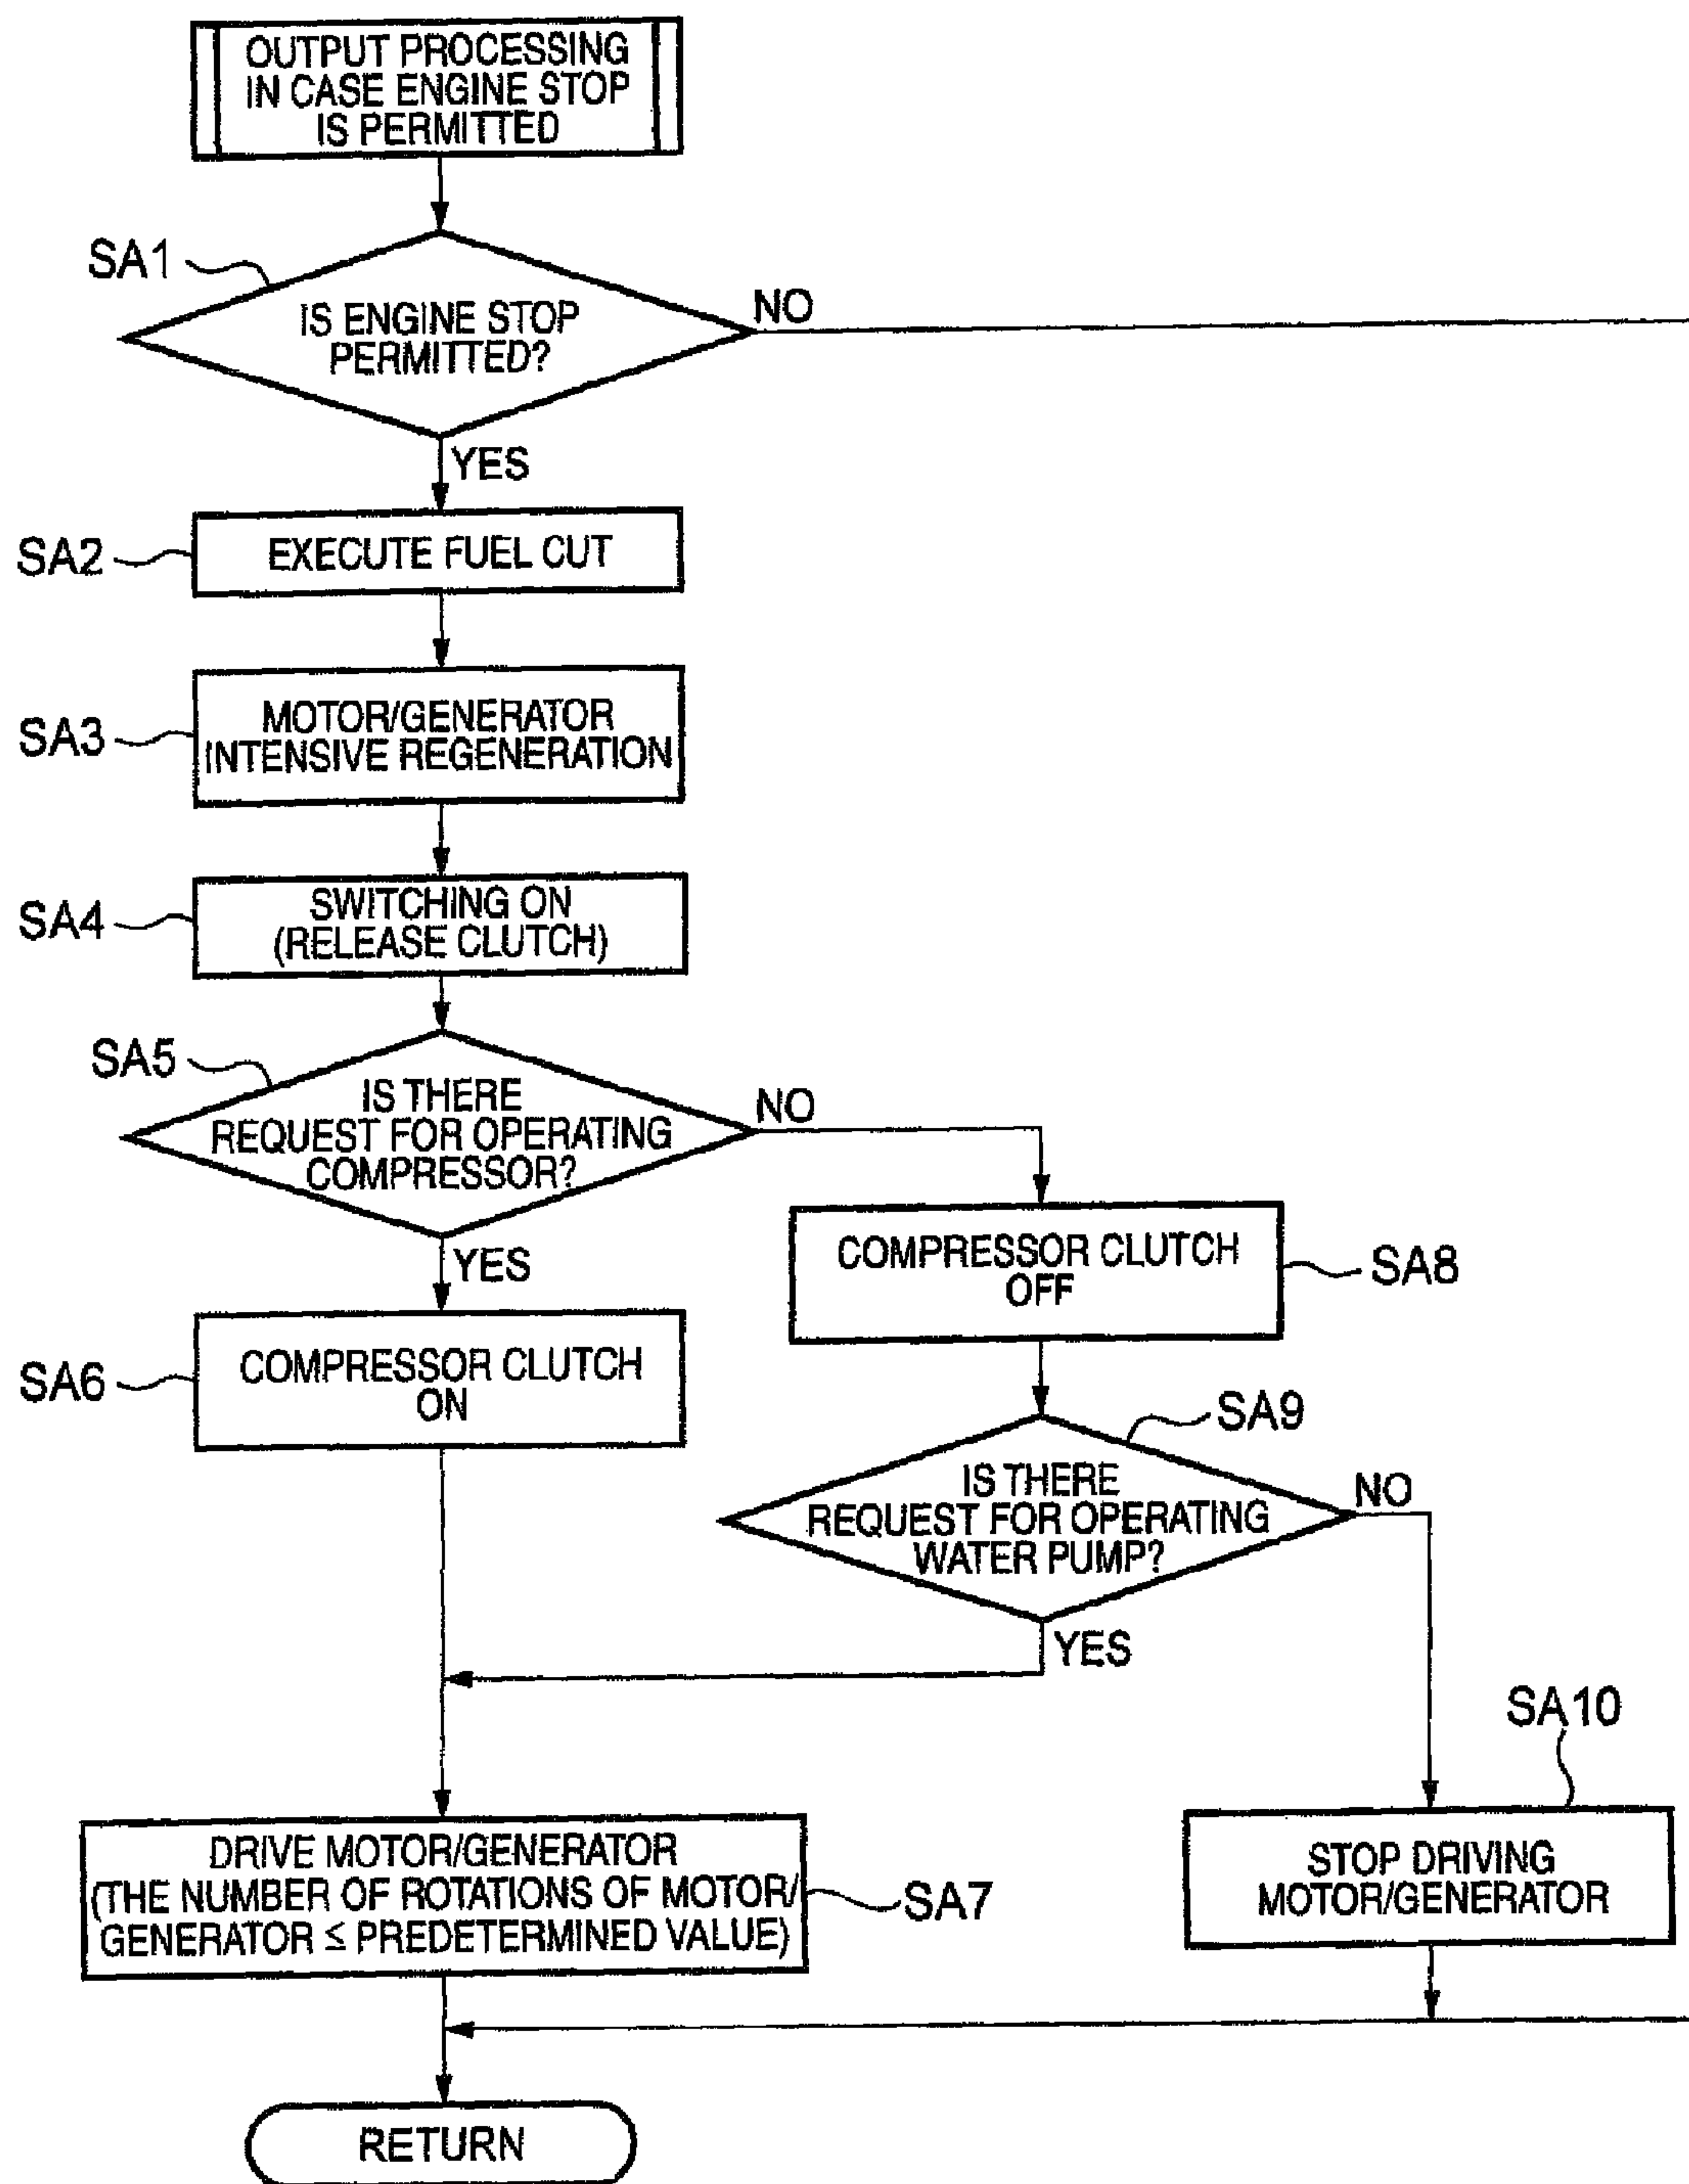 OUTPUT PROCESSING
IN CASE ENGINE STOP
IS PERMITTED
SA1
IS ENGINE STOP
PERMITTED?
NO
YES
SA2
EXECUTE FUEL CUT
SA3
MOTOR/GENERATOR
INTENSIVE REGENERATION
SA4
SWITCHING ON
(RELEASE CLUTCH)
SA5
IS THERE
REQUEST FOR OPERATING
COMPRESSOR?
NO
YES
COMPRESSOR CLUTCH
OFF
SA8
SA6
COMPRESSOR CLUTCH
ON
SA9
IS THERE
REQUEST FOR OPERATING
WATER PUMP?
NO
YES
SA10
DRIVE MOTOR/GENERATOR
(THE NUMBER OF ROTATIONS OF MOTOR/
GENERATOR ≤ PREDETERMINED VALUE)
SA7
STOP DRIVING
MOTOR/GENERATOR
RETURN